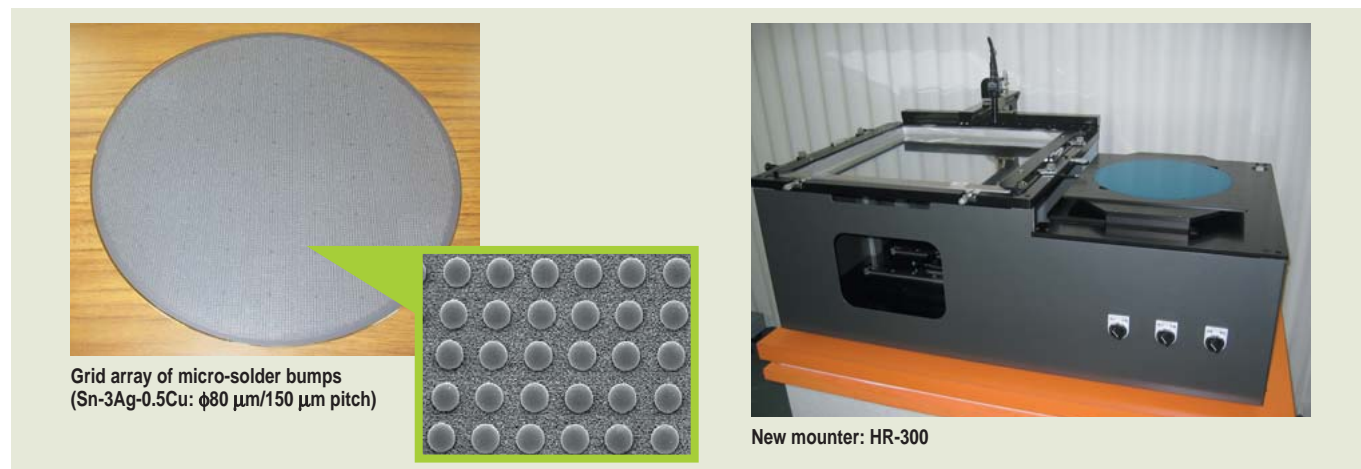 Grid array of micro-solder bumps
(Sn-3Ag-0.5Cu: ϕ80 μm/150 μm pitch)
New mounter: HR-300